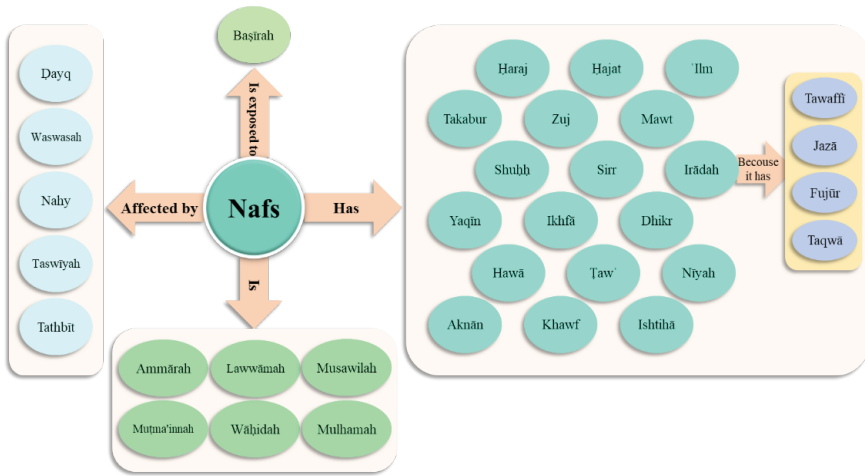 Baṣīrah
Ḍayq
Waswasah
Nahy
Taswīyah
Tathbīt
Is exposed to
Affected by
Nafs
Has
Is
Ḥaraj
Ḥajat
ʿIlm
Takabur
Zuj
Mawt
Shuḥḥ
Sirr
Irādah
Yaqīn
Ikhfā
Dhikr
Hawā
Ṭawʿ
Nīyah
Aknān
Khawf
Ishtihā
Becouse
it has
Tawaffī
Jazā
Fujūr
Taqwā
Ammārah
Lawwāmah
Musawilah
Muṭma'innah
Wāḥidah
Mulhamah